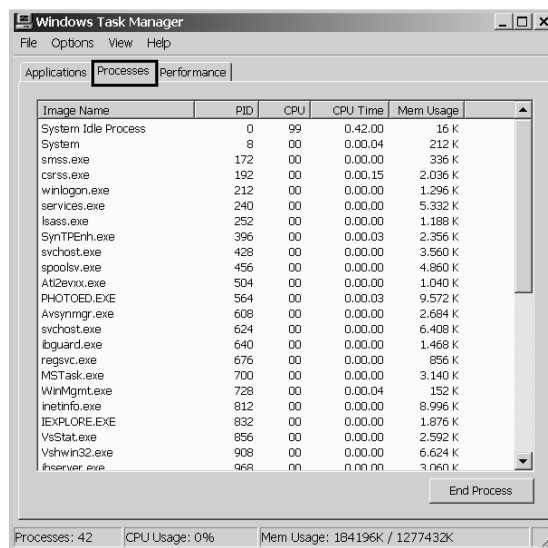 Windows Task Manager
File Options View Help
Applications Processes Performance
Image Name PID CPU CPU Time Mem Usage
System Idle Process 0 99 0.42.00 16 K
System 8 00 0.00.04 212 K
smss.exe 172 00 0.00.00 336 K
csrss.exe 192 00 0.00.15 2.036 K
winlogon.exe 212 00 0.00.00 1.296 K
services.exe 240 00 0.00.00 5.332 K
lsass.exe 252 00 0.00.00 1.188 K
SynTPEnh.exe 396 00 0.00.03 2.356 K
svchost.exe 428 00 0.00.00 3.560 K
spoolsv.exe 456 00 0.00.00 4.860 K
Ati2evxx.exe 504 00 0.00.00 1.040 K
PHOTOED.EXE 564 00 0.00.03 9.572 K
Avsynmgr.exe 608 00 0.00.00 2.684 K
svchost.exe 624 00 0.00.00 6.408 K
ibguard.exe 640 00 0.00.00 1.468 K
regsvc.exe 676 00 0.00.00 856 K
MSTask.exe 700 00 0.00.00 3.140 K
WinMgmt.exe 728 00 0.00.04 152 K
inetinfo.exe 812 00 0.00.00 8.996 K
IEXPLORE.EXE 832 00 0.00.00 1.876 K
VsStat.exe 856 00 0.00.00 2.592 K
Vshwin32.exe 908 00 0.00.00 6.624 K
ibserver.exe 968 00 0.00.00 3.060 K
End Process
Processes: 42 CPU Usage: 0% Mem Usage: 184196K / 1277432K